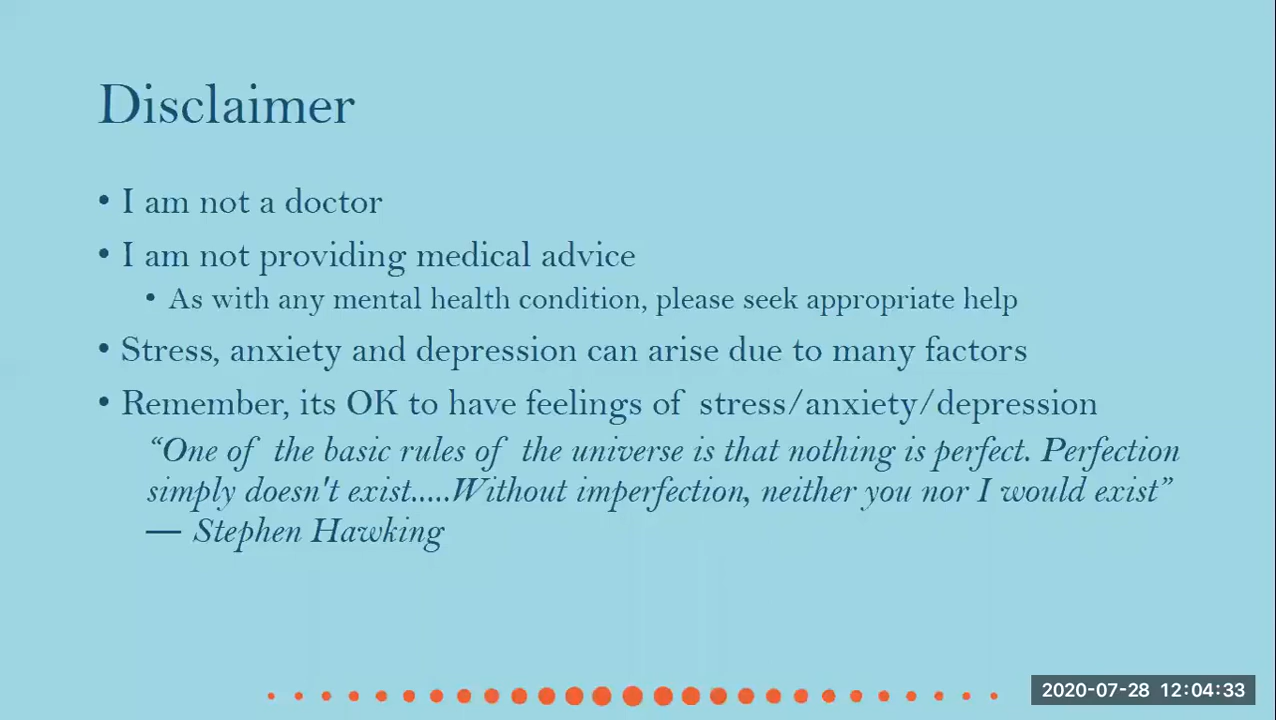 Disclaimer
• I am not a doctor
• I am not providing medical advice
• As with any mental health condition, please seek appropriate help
• Stress, anxiety and depression can arise due to many factors
• Remember, its OK to have feelings of stress/anxiety/depression
“One of the basic rules of the universe is that nothing is perfect. Perfection
simply doesn't exist.....Without imperfection, neither you nor I would exist”
― Stephen Hawking
2020-07-28 12:04:33